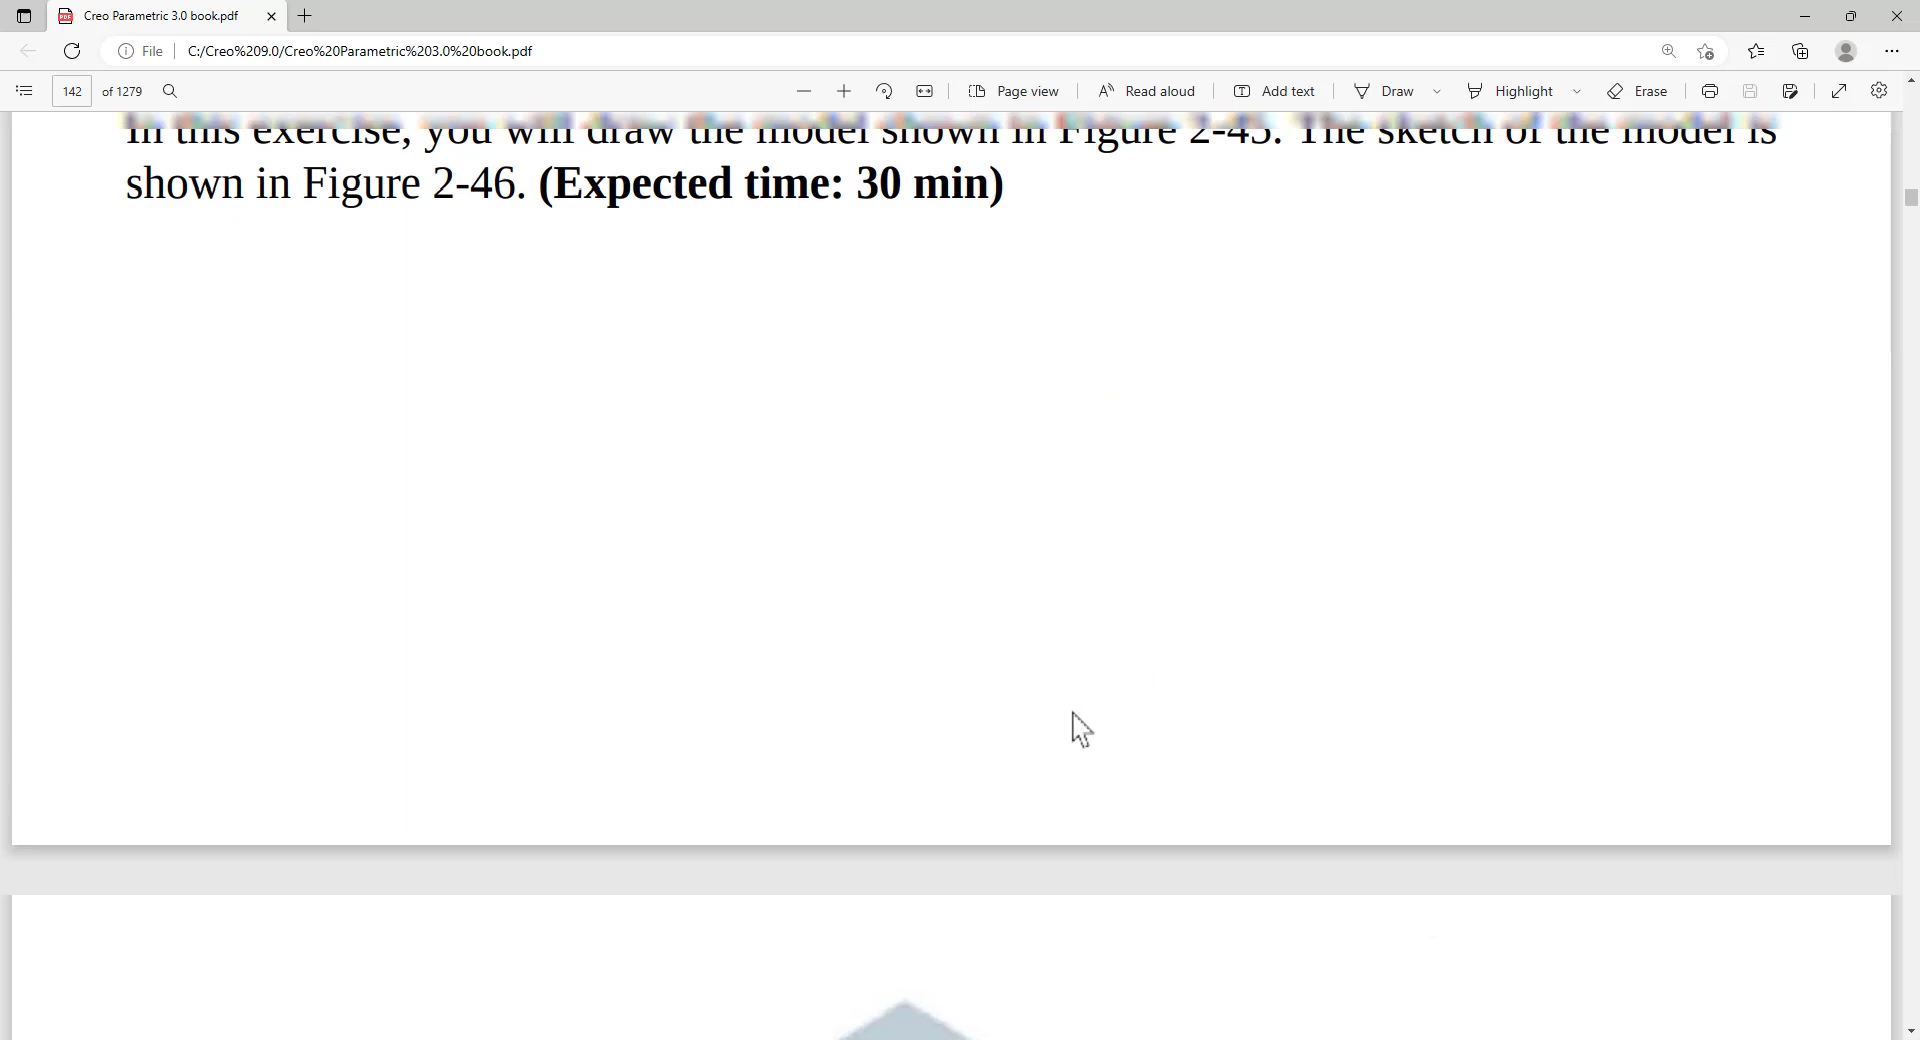 Creo Parametric 3.0 book.pdf
File C:/Creo%209.0/Creo%20Parametric%203.0%20book.pdf
142 of 1279 Page view Read aloud Add text Draw Highlight Erase
In this exercise, you will draw the model shown in Figure 2-45. The sketch of the model is
shown in Figure 2-46. (Expected time: 30 min)